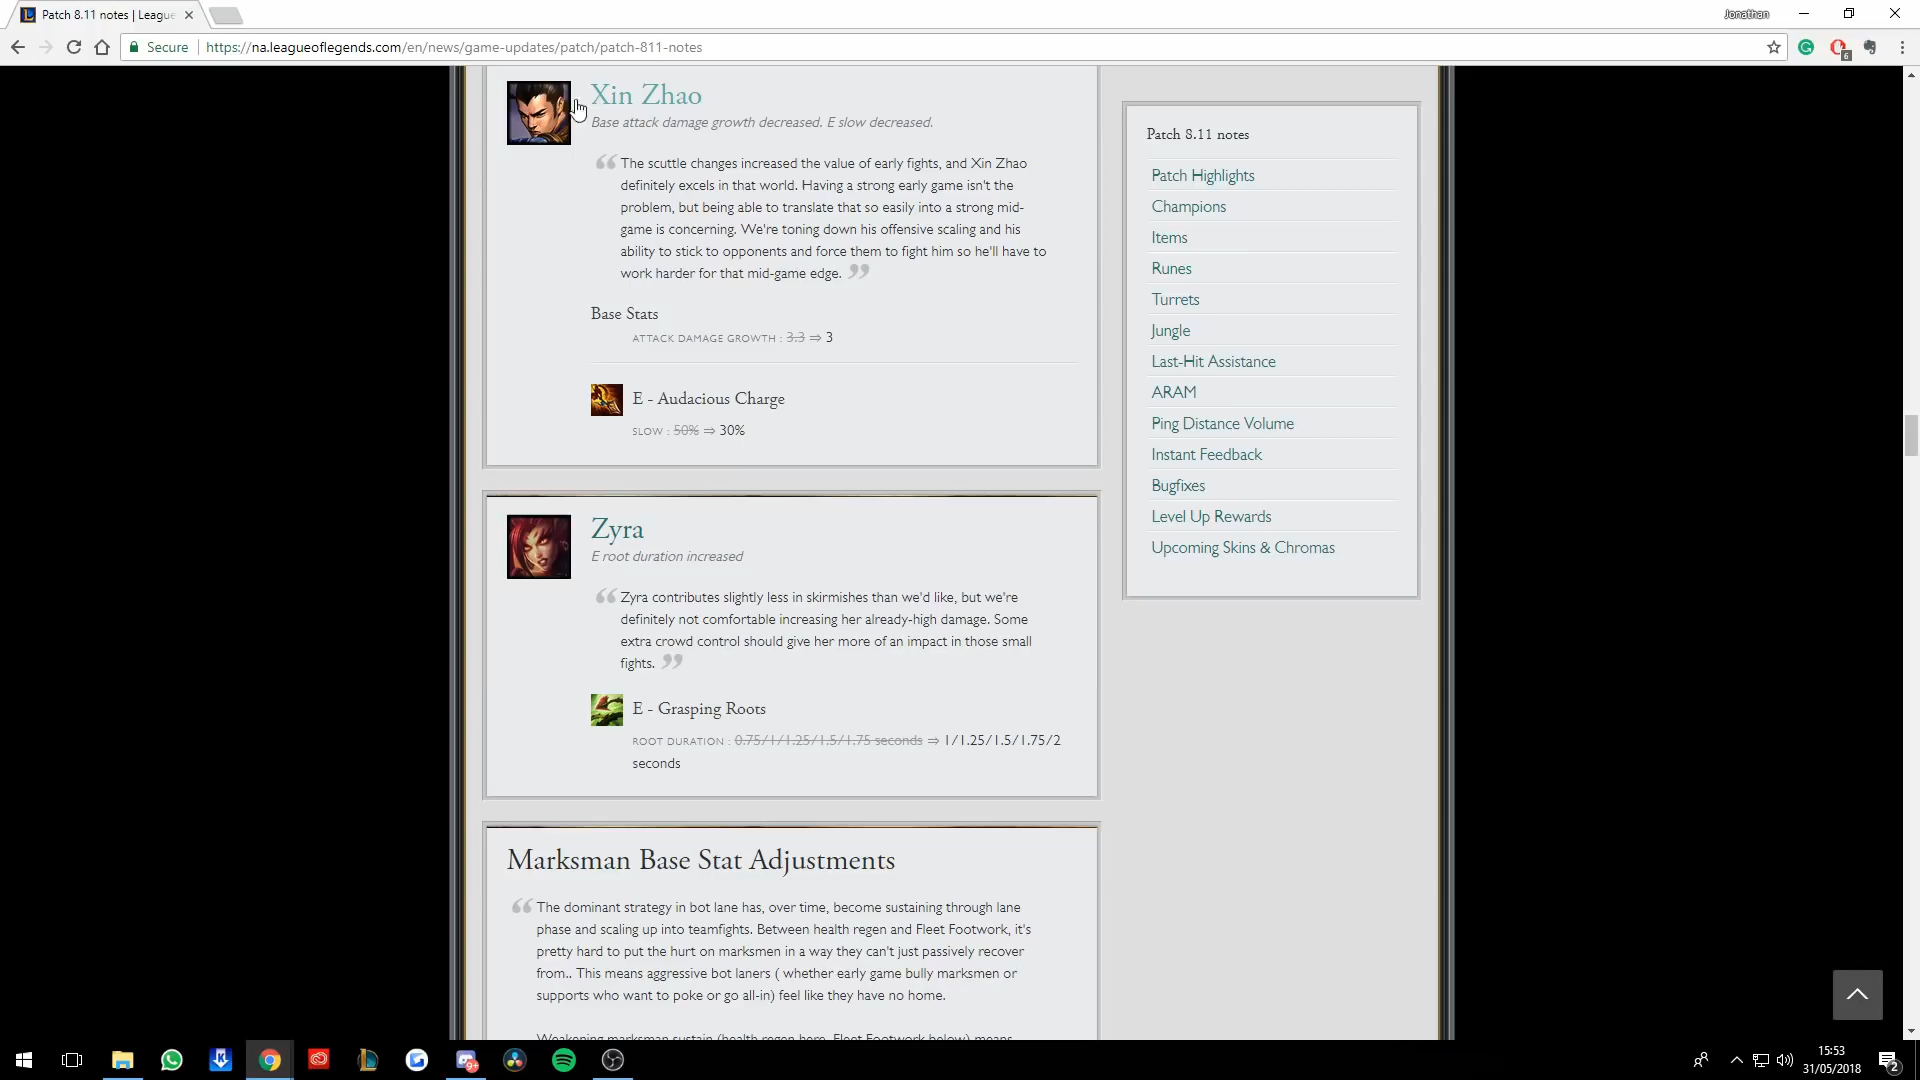 Patch 8.11 notes | Leagu
Jonathan
Secure
https://na.leagueoflegends.com/en/news/game-updates/patch/patch-811-notes
6
Xin Zhao
Base attack damage growth decreased. E slow decreased.
The scuttle changes increased the value of early fights, and Xin Zhao
definitely excels in that world. Having a strong early game isn't the
problem, but being able to translate that so easily into a strong mid-
game is concerning. We're toning down his offensive scaling and his
ability to stick to opponents and force them to fight him so he'll have to
work harder for that mid-game edge.
Base Stats
ATTACK DAMAGE GROWTH : 3.3 ⇒ 3
E - Audacious Charge
SLOW : 50% ⇒ 30%
Zyra
E root duration increased
Zyra contributes slightly less in skirmishes than we'd like, but we're
definitely not comfortable increasing her already-high damage. Some
extra crowd control should give her more of an impact in those small
fights.
E - Grasping Roots
ROOT DURATION : 0.75/1/1.25/1.5/1.75 seconds ⇒ 1/1.25/1.5/1.75/2
seconds
Marksman Base Stat Adjustments
The dominant strategy in bot lane has, over time, become sustaining through lane
phase and scaling up into teamfights. Between health regen and Fleet Footwork, it's
pretty hard to put the hurt on marksmen in a way they can't just passively recover
from.. This means aggressive bot laners ( whether early game bully marksmen or
supports who want to poke or go all-in) feel like they have no home.
Weakening marksman sustain (health regen here, Fleet Footwork below) means
Patch 8.11 notes
Patch Highlights
Champions
Items
Runes
Turrets
Jungle
Last-Hit Assistance
ARAM
Ping Distance Volume
Instant Feedback
Bugfixes
Level Up Rewards
Upcoming Skins & Chromas
15:53
31/05/2018
2